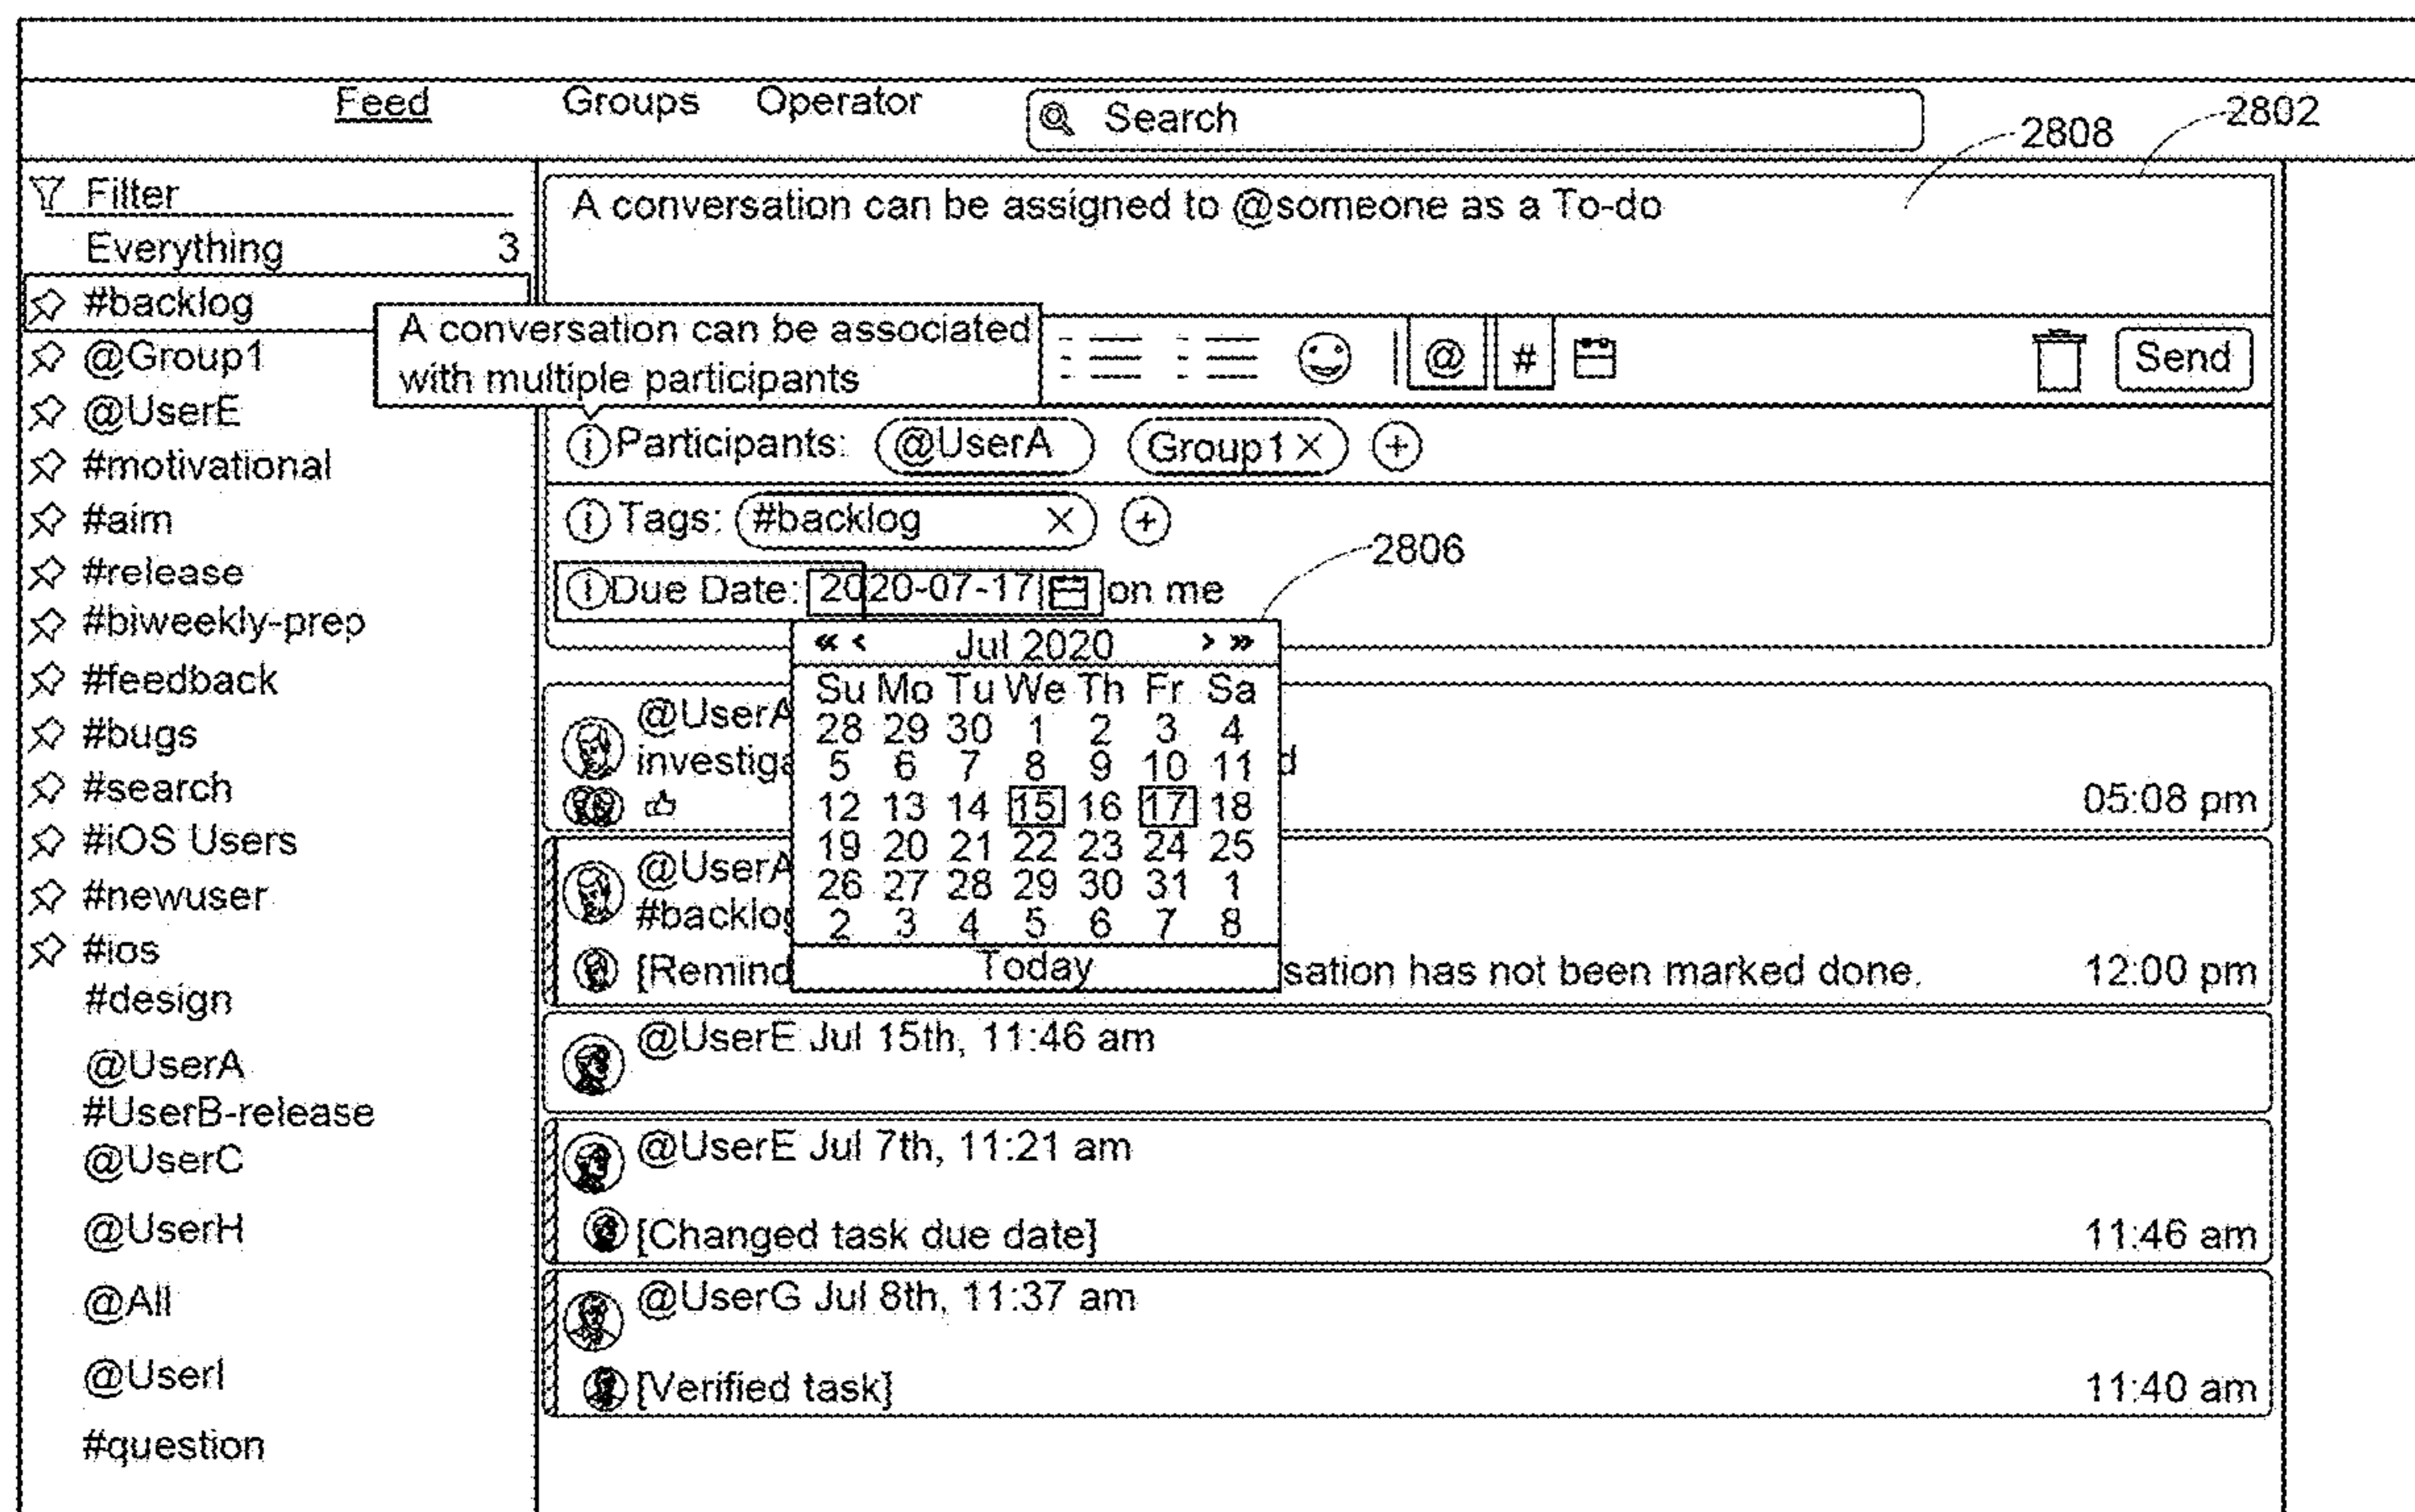 Feed Groups Operator Search
2808 2802
Filter
Everything 3
#backlog
@Group1
@UserE
#motivational
#aim
#release
#biweekly-prep
#feedback
#bugs
#search
#iOS Users
#newuser
#ios
#design
@UserA
#UserB-release
@UserC
@UserH
@All
@UserI
#question
A conversation can be assigned to @someone as a To-do
A conversation can be associated
with multiple participants
@ # Send
Participants: @UserA Group1 X
Tags: #backlog X
2806
Due Date: 2020-07-17 on me
« < Jul 2020 > »
Su Mo Tu We Th Fr Sa
28 29 30 1 2 3 4
5 6 7 8 9 10 11
12 13 14 15 16 17 18
19 20 21 22 23 24 25
26 27 28 29 30 31 1
2 3 4 5 6 7 8
Today
@UserA
investiga d
05:08 pm
@UserA
#backlog
[Remind sation has not been marked done. 12:00 pm
@UserE Jul 15th, 11:46 am
@UserE Jul 7th, 11:21 am
[Changed task due date] 11:46 am
@UserG Jul 8th, 11:37 am
[Verified task] 11:40 am